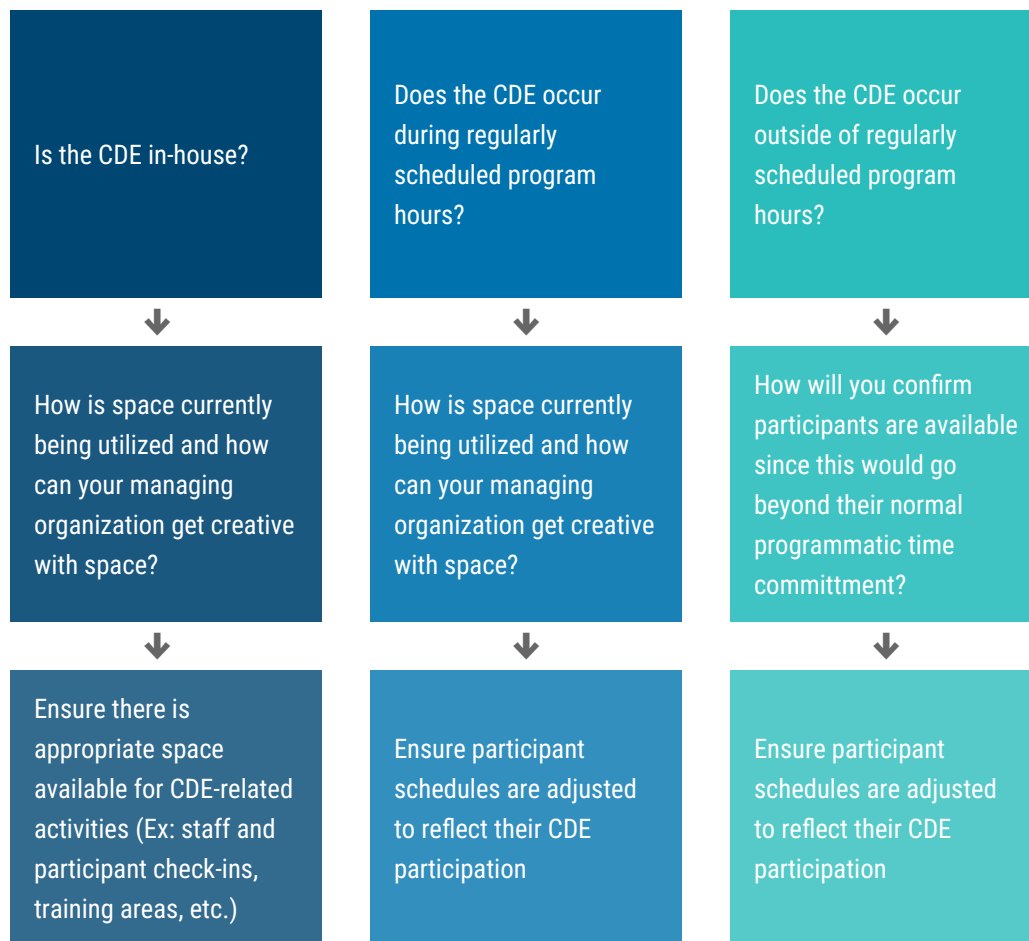 Is the CDE in-house?
Does the CDE occur
during regularly
scheduled program
hours?
Does the CDE occur
outside of regularly
scheduled program
hours?
How is space currently
being utilized and how
can your managing
organization get creative
with space?
How is space currently
being utilized and how
can your managing
organization get creative
with space?
How will you confirm
participants are available
since this would go
beyond their normal
programmatic time
committment?
Ensure there is
appropriate space
available for CDE-related
activities (Ex: staff and
participant check-ins,
training areas, etc.)
Ensure participant
schedules are adjusted
to reflect their CDE
participation
Ensure participant
schedules are adjusted
to reflect their CDE
participation